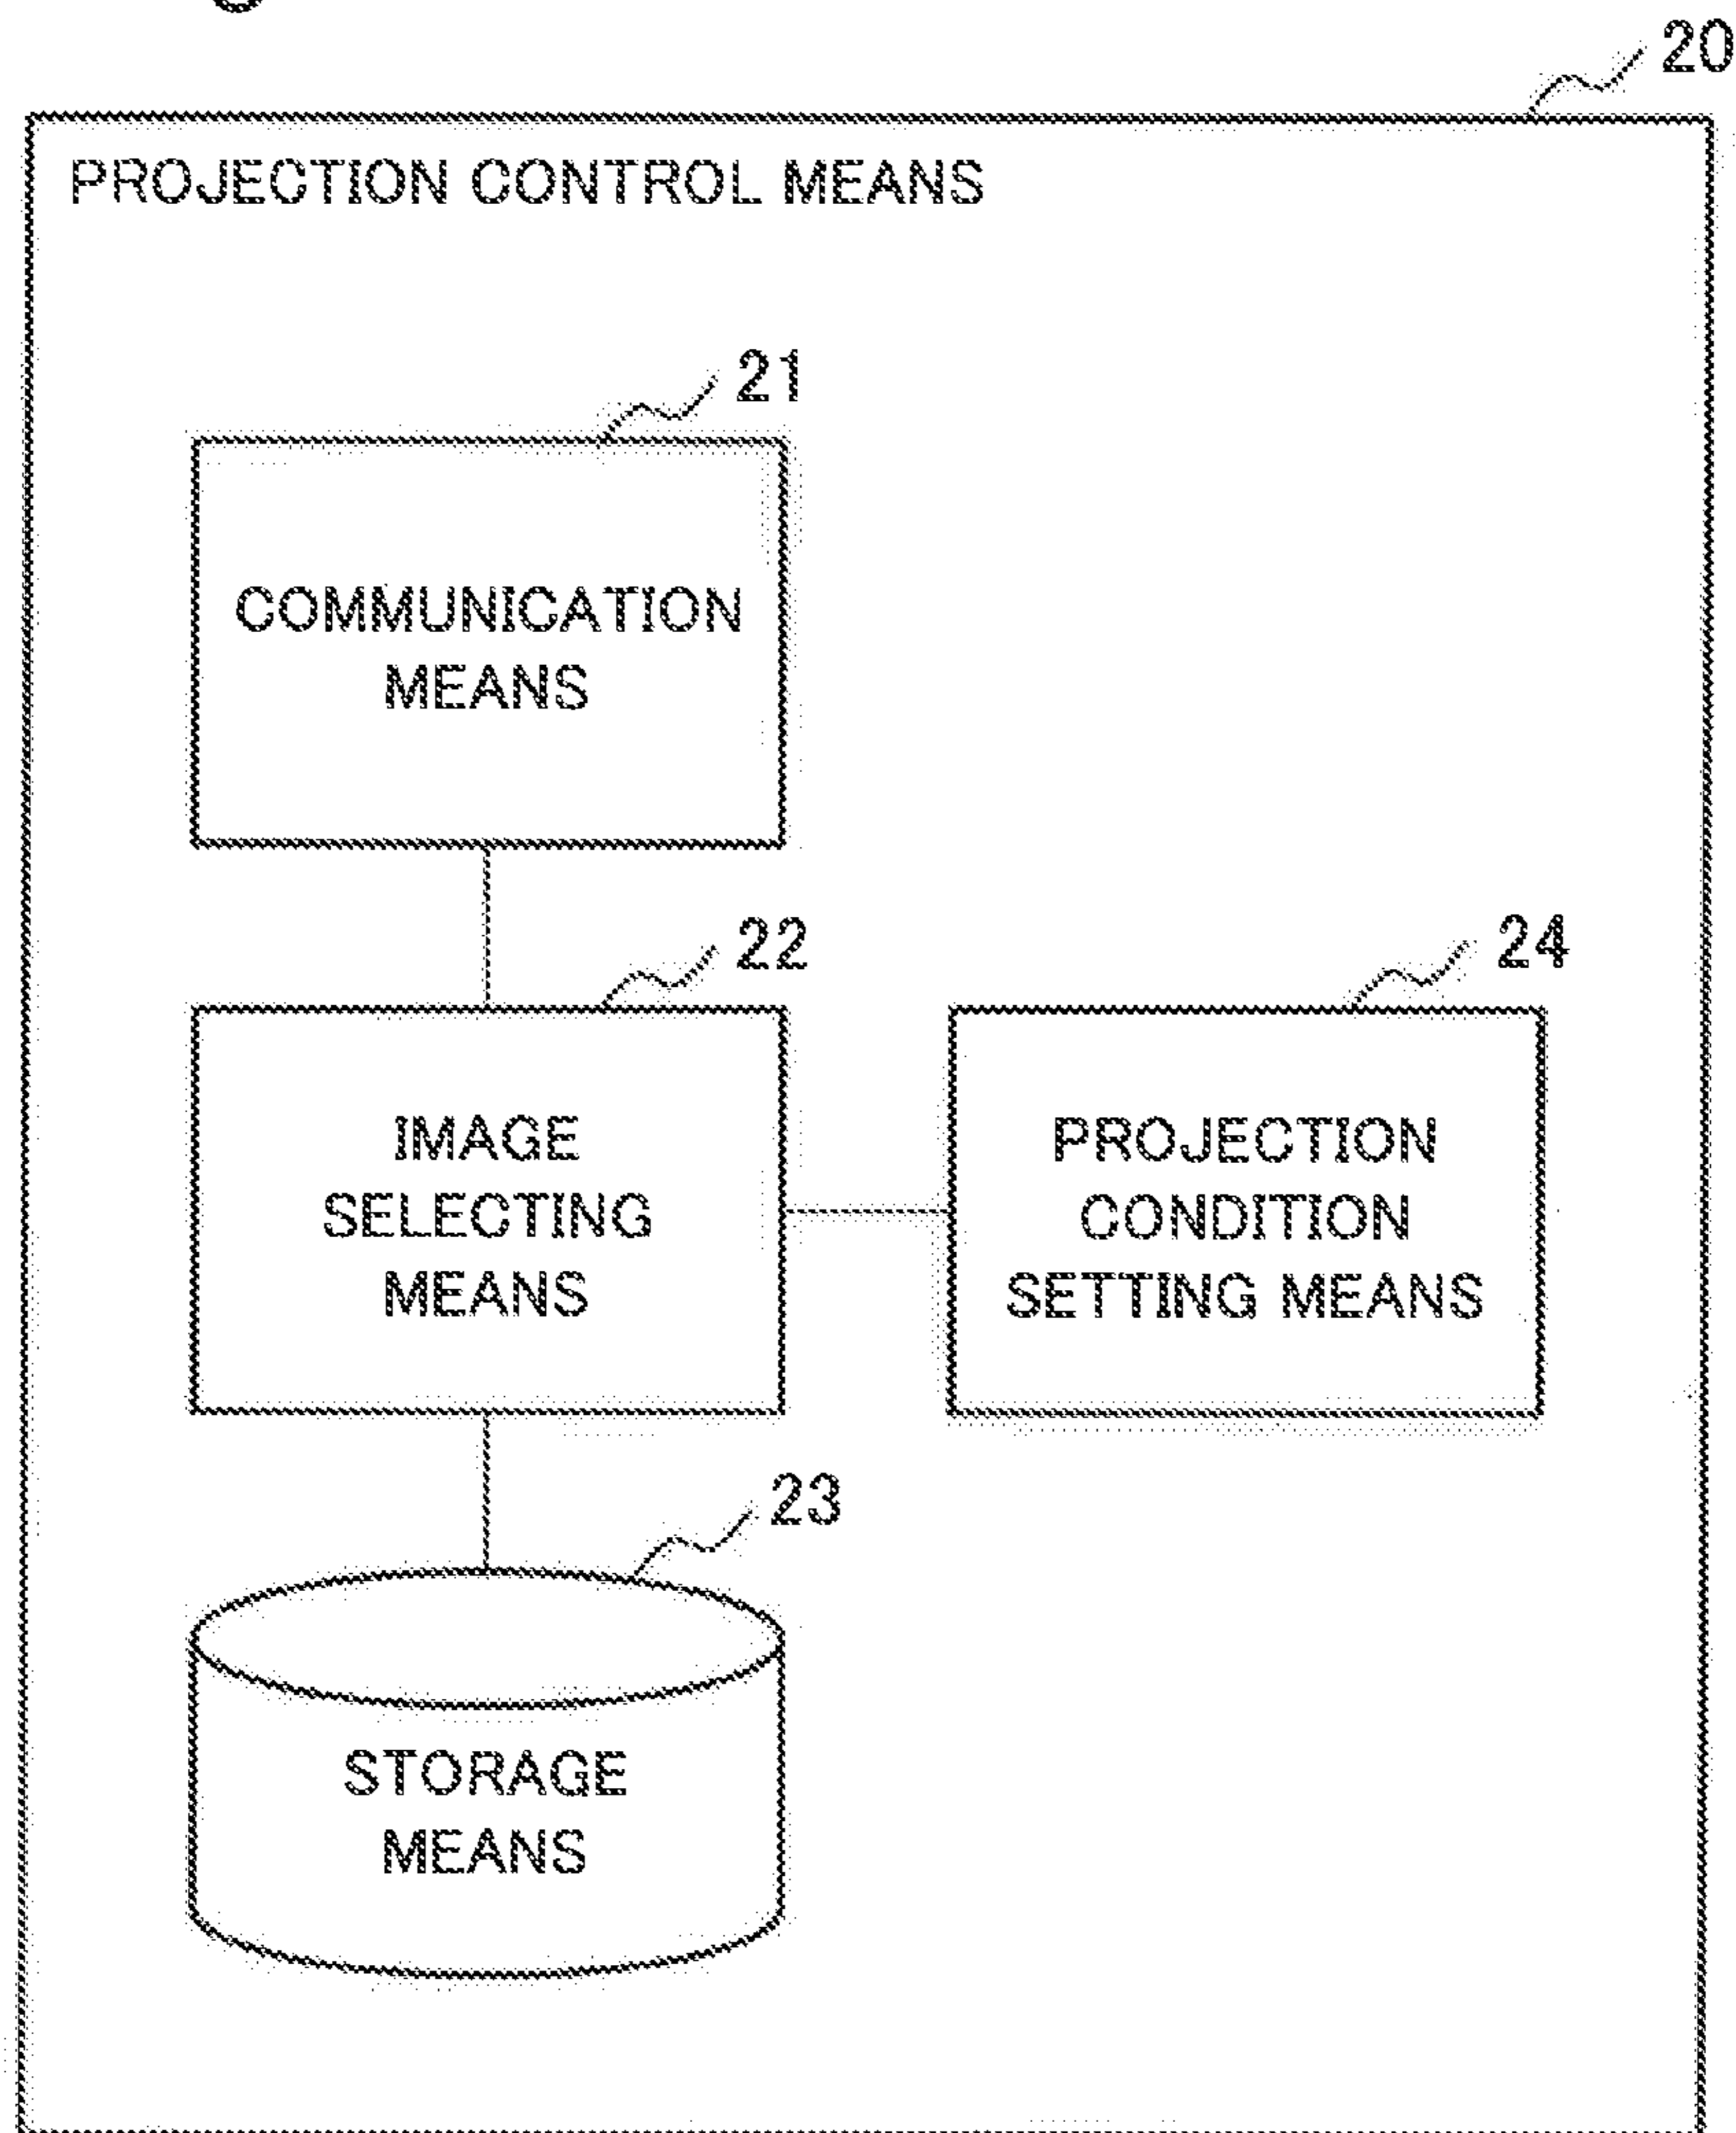 20
PROJECTION CONTROL MEANS
21
COMMUNICATION
MEANS
22
IMAGE
SELECTING
MEANS
24
PROJECTION
CONDITION
SETTING MEANS
23
STORAGE
MEANS